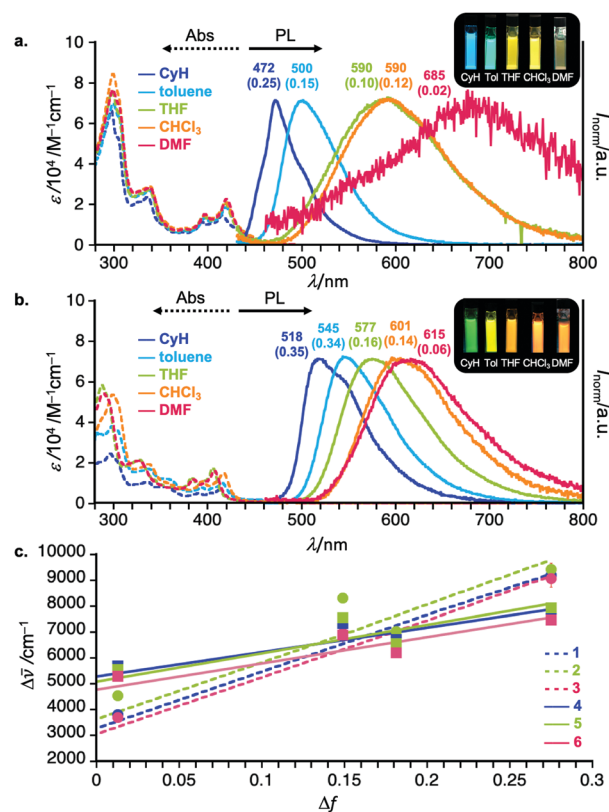 a.
Abs PL
472 500 590 590 685
(0.25) (0.15) (0.10) (0.12) (0.02)
CyH
toluene
THF
CHCl₃
DMF
CyH Tol THF CHCl₃ DMF
ε/10⁴ /M⁻¹cm⁻¹
I_norm/a.u.
10
8
6
4
2
0
280 400 500 600 700 800
λ/nm
b.
Abs PL
518 545 577 601 615
(0.35) (0.34) (0.16) (0.14) (0.06)
CyH
toluene
THF
CHCl₃
DMF
CyH Tol THF CHCl₃ DMF
ε/10⁴ /M⁻¹cm⁻¹
I_norm/a.u.
10
8
6
4
2
0
280 400 500 600 700 800
λ/nm
c.
Δν̃ /cm⁻¹
10000
9000
8000
7000
6000
5000
4000
3000
2000
1
2
3
4
5
6
0 0.05 0.1 0.15 0.2 0.25 0.3
Δf